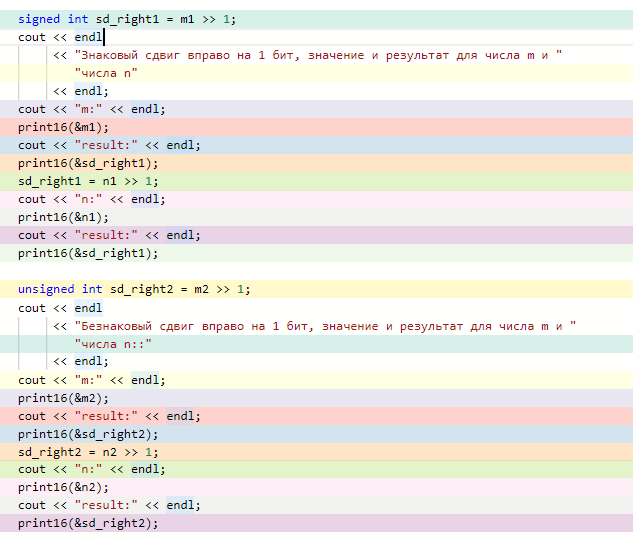 signed int sd_right1 = m1 >> 1;
cout << endl
<< "Знаковый сдвиг вправо на 1 бит, значение и результат для числа m и "
"числа n"
<< endl;
cout << "m:" << endl;
print16(&m1);
cout << "result:" << endl;
print16(&sd_right1);
sd_right1 = n1 >> 1;
cout << "n:" << endl;
print16(&n1);
cout << "result:" << endl;
print16(&sd_right1);
unsigned int sd_right2 = m2 >> 1;
cout << endl
<< "Безнаковый сдвиг вправо на 1 бит, значение и результат для числа m и "
"числа n::"
<< endl;
cout << "m:" << endl;
print16(&m2);
cout << "result:" << endl;
print16(&sd_right2);
sd_right2 = n2 >> 1;
cout << "n:" << endl;
print16(&n2);
cout << "result:" << endl;
print16(&sd_right2);